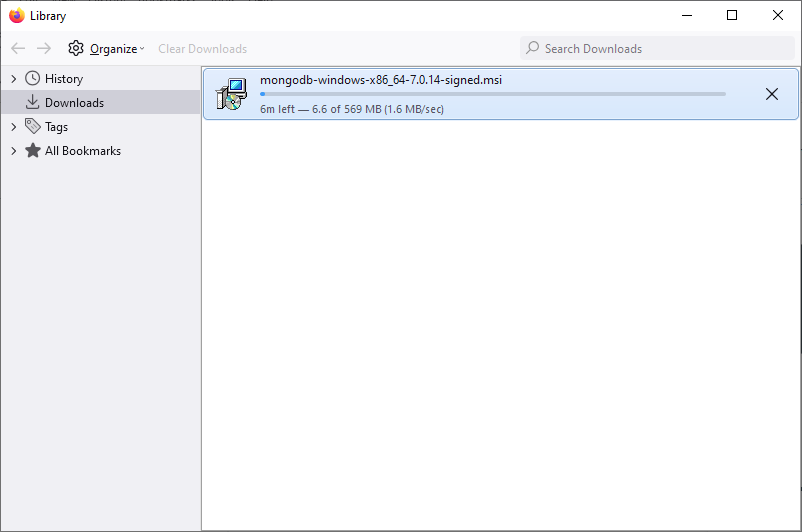 Library
Organize
Clear Downloads
Search Downloads
History
Downloads
Tags
All Bookmarks
mongodb-windows-x86_64-7.0.14-signed.msi
6m left — 6.6 of 569 MB (1.6 MB/sec)